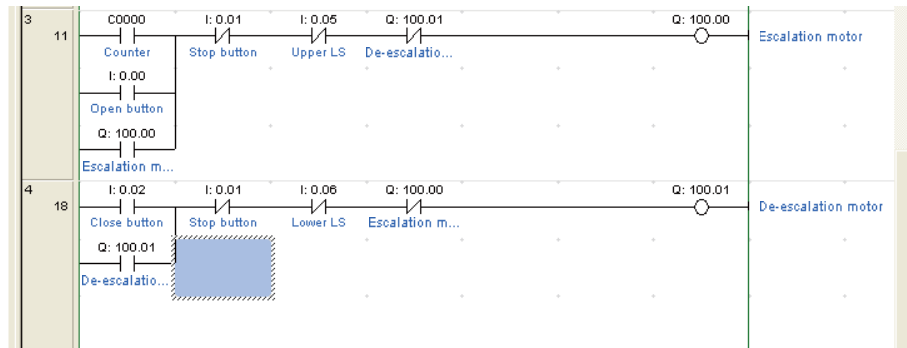 3 C0000 I: 0.01 I: 0.05 Q: 100.01 Q: 100.00
11 Escalation motor
Counter Stop button Upper LS De-escalatio...
I: 0.00
Open button
Q: 100.00
Escalation m...
4 I: 0.02 I: 0.01 I: 0.06 Q: 100.00 Q: 100.01
18 De-escalation motor
Close button Stop button Lower LS Escalation m...
Q: 100.01
De-escalatio...